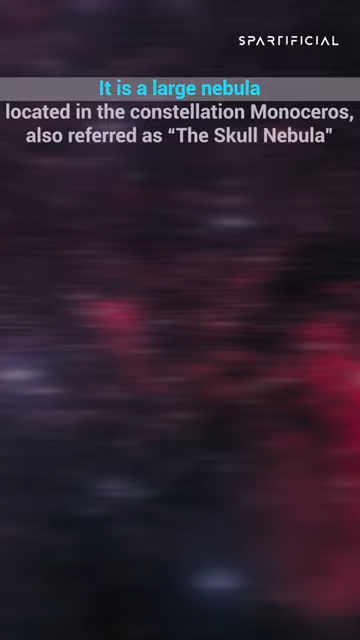 SPARTIFICIAL
It is a large nebula
located in the constellation Monoceros,
also referred as “The Skull Nebula”